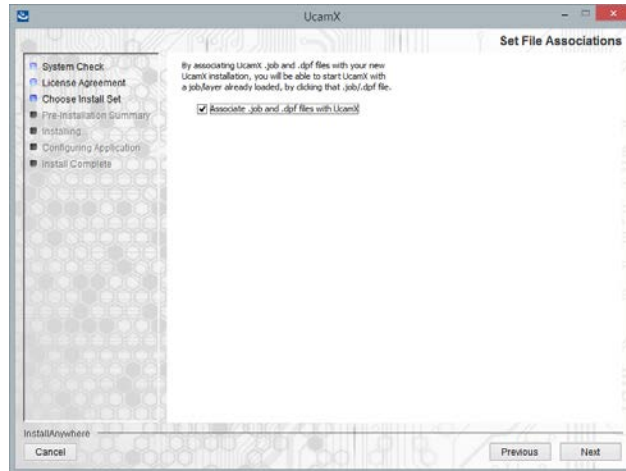 UcamX
Set File Associations
System Check
License Agreement
Choose Install Set
Pre-Installation Summary
Installing
Configuring Application
Install Complete
By associating UcamX .job and .dpf files with your new
UcamX installation, you will be able to start UcamX with
a job/layer already loaded, by clicking that .job/.dpf file.
Associate .job and .dpf files with UcamX
InstallAnywhere
Cancel
Previous
Next